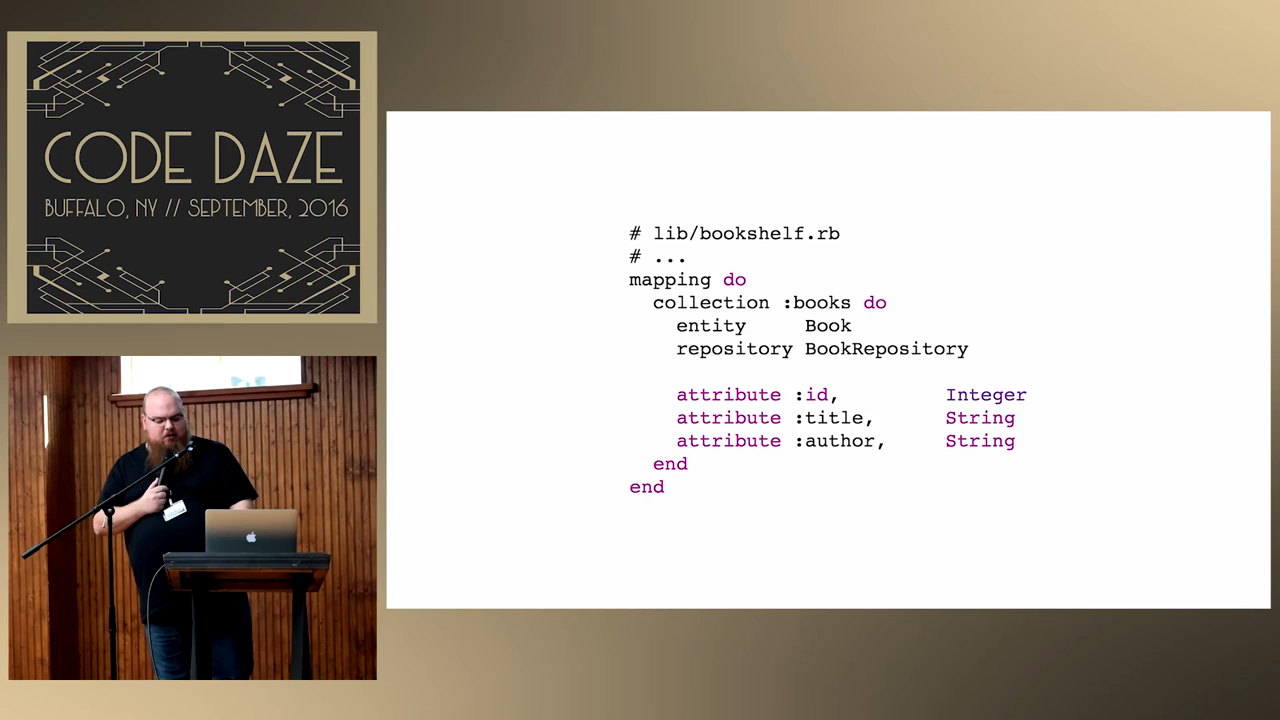 CODE DAZE
BUFFALO, NY // SEPTEMBER, 2016
# lib/bookshelf.rb
# ...
mapping do
  collection :books do
    entity     Book
    repository BookRepository
    attribute :id,         Integer
    attribute :title,      String
    attribute :author,     String
  end
end